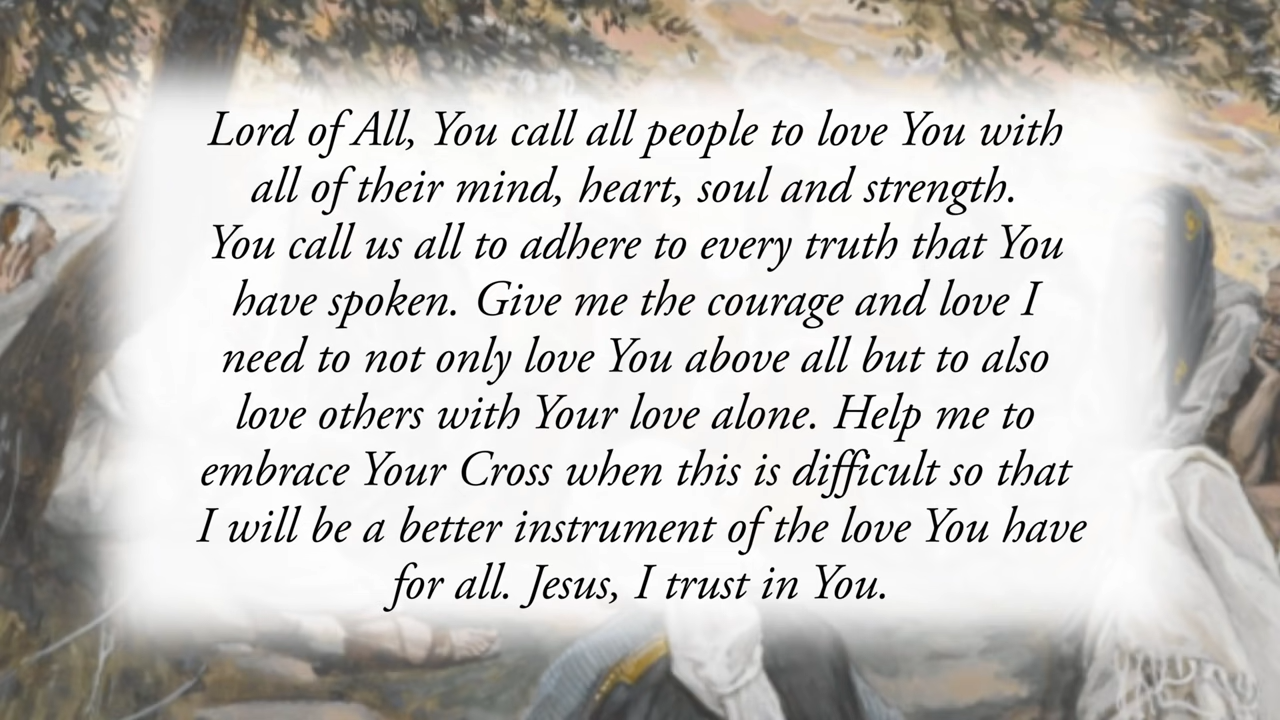 Lord of All, You call all people to love You with
all of their mind, heart, soul and strength.
You call us all to adhere to every truth that You
have spoken. Give me the courage and love I
need to not only love You above all but to also
love others with Your love alone. Help me to
embrace Your Cross when this is difficult so that
I will be a better instrument of the love You have
for all. Jesus, I trust in You.